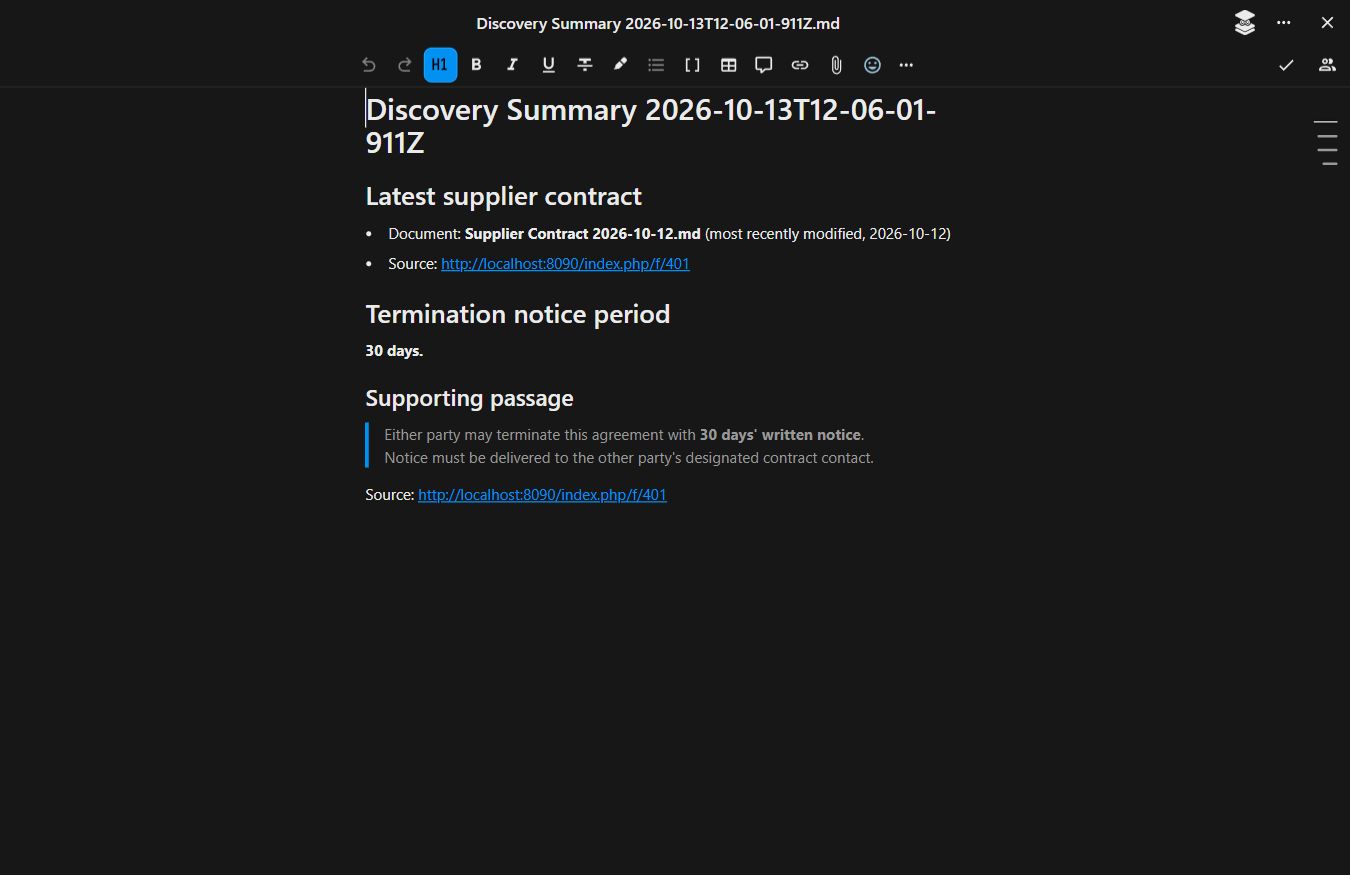 Discovery Summary 2026-10-13T12-06-01-911Z.md
H1 B I U
Discovery Summary 2026-10-13T12-06-01-
911Z
Latest supplier contract
• Document: Supplier Contract 2026-10-12.md (most recently modified, 2026-10-12)
• Source: http://localhost:8090/index.php/f/401
Termination notice period
30 days.
Supporting passage
Either party may terminate this agreement with 30 days' written notice.
Notice must be delivered to the other party's designated contract contact.
Source: http://localhost:8090/index.php/f/401